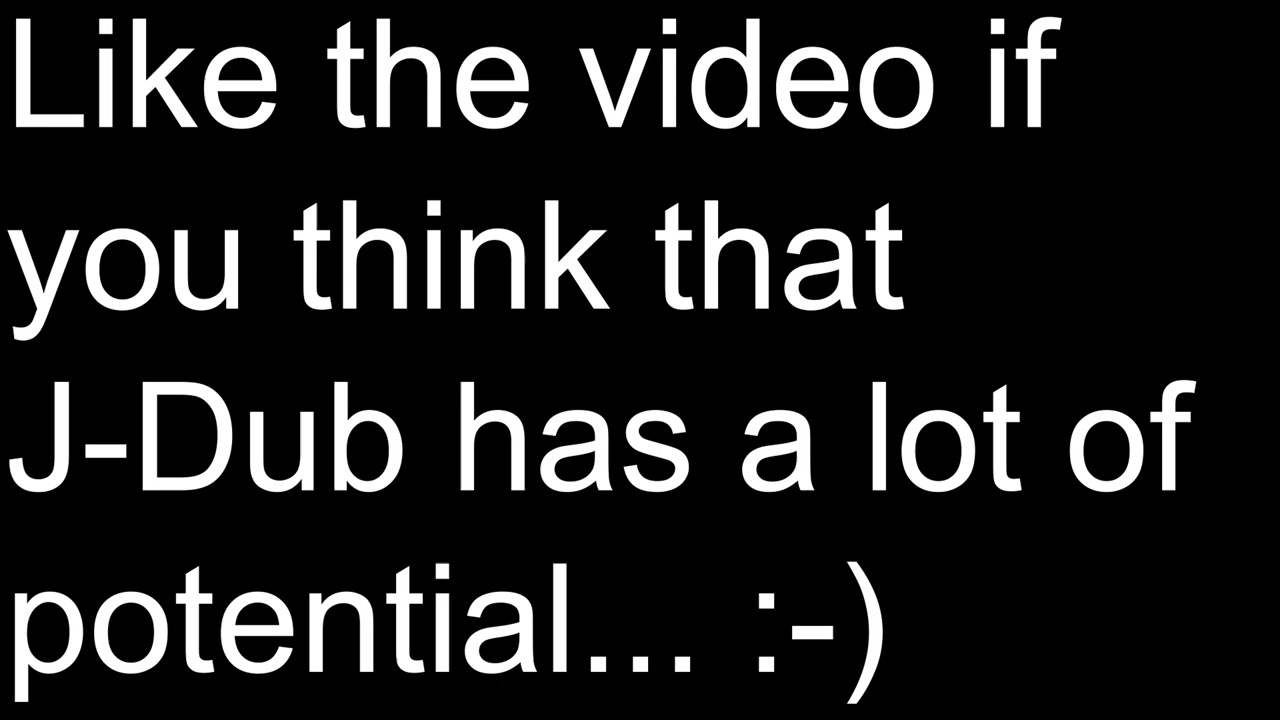 Like the video if
you think that
J-Dub has a lot of
potential... :-)